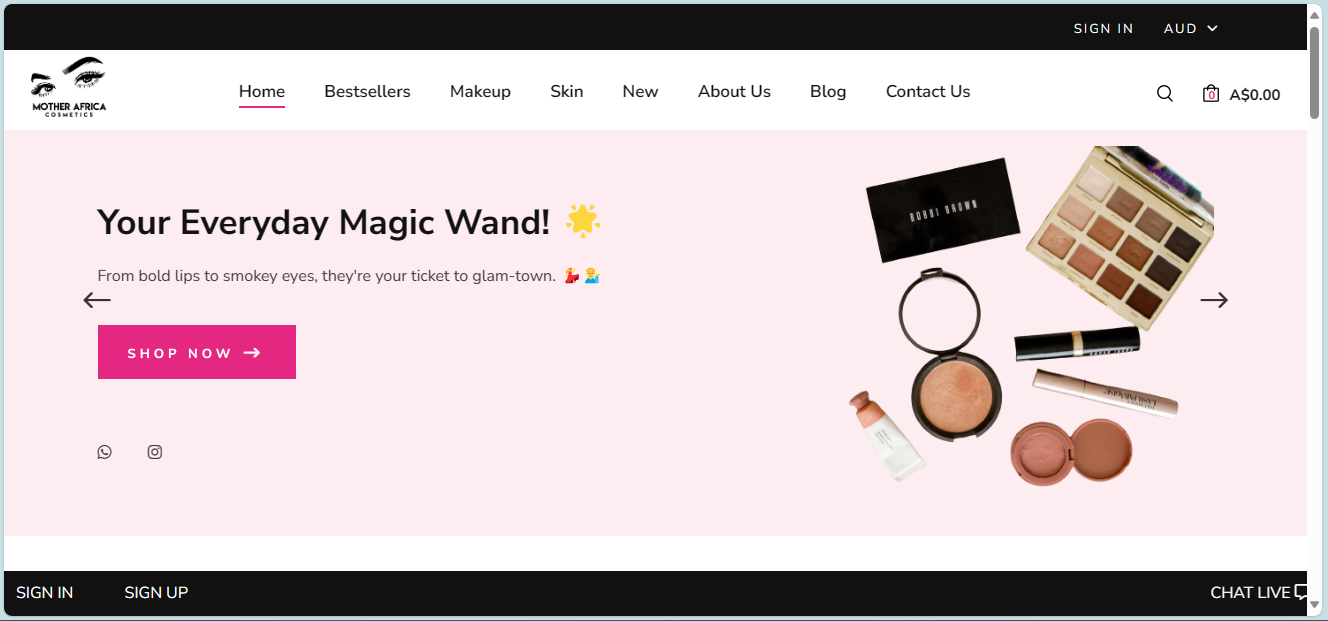 SIGN IN
AUD
MOTHER AFRICA
COSMETICS
Home
Bestsellers
Makeup
Skin
New
About Us
Blog
Contact Us
0
A$0.00
Your Everyday Magic Wand! 🌟
From bold lips to smokey eyes, they're your ticket to glam-town. 💃💁‍♂️
SHOP NOW →
BOBBI BROWN
SIGN IN
SIGN UP
CHAT LIVE